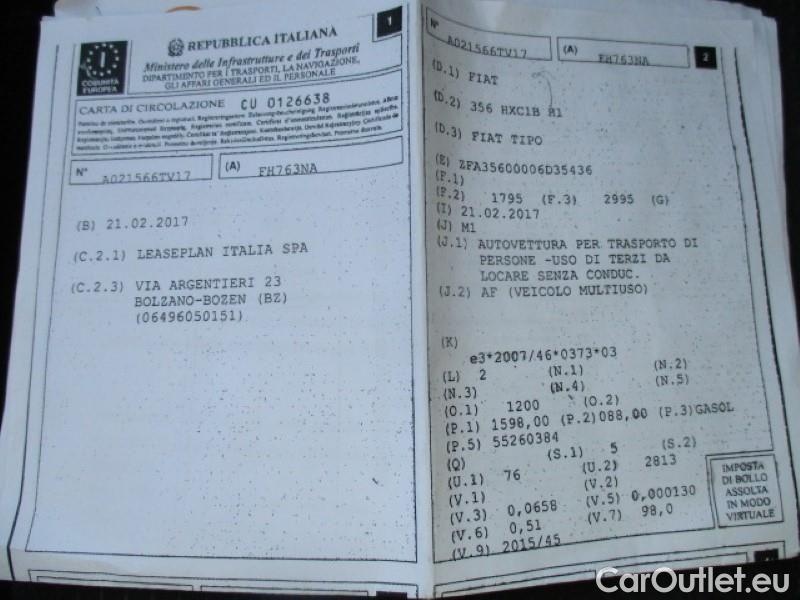 1
I
COMUNITÀ
EUROPEA
REPUBBLICA ITALIANA
Ministero delle Infrastrutture e dei Trasporti
DIPARTIMENTO PER I TRASPORTI, LA NAVIGAZIONE,
GLI AFFARI GENERALI ED IL PERSONALE
CARTA DI CIRCOLAZIONE CU 0126638
N° A021566TV17 (A) FH763NA
(B) 21.02.2017
(C.2.1) LEASEPLAN ITALIA SPA
(C.2.3) VIA ARGENTIERI 23
BOLZANO-BOZEN (BZ)
(06496050151)
N° A021566TV17 (A) FH763NA 2
(D.1) FIAT
(D.2) 356 HXC1B H1
(D.3) FIAT TIPO
(E) ZFA35600006D35436
(F.1)
(F.2) 1795 (F.3) 2995 (G)
(I) 21.02.2017
(J) M1
(J.1) AUTOVETTURA PER TRASPORTO DI
PERSONE -USO DI TERZI DA
LOCARE SENZA CONDUC.
(J.2) AF (VEICOLO MULTIUSO)
(K)
e3*2007/46*0373*03
(L) 2 (N.1) (N.2)
(N.3) (N.4) (N.5)
(O.1) 1200 (O.2)
(P.1) 1598,00 (P.2)088,00 (P.3)GASOL
(P.5) 55260384
(Q) (S.1) 5 (S.2)
(U.1) 76 (U.2) 2813
(V.1) (V.2)
(V.3) 0,0658 (V.5) 0,000130
(V.6) 0,51 (V.7) 98,0
(V.9) 2015/45
IMPOSTA
DI BOLLO
ASSOLTA
IN MODO
VIRTUALE
CarOutlet.eu